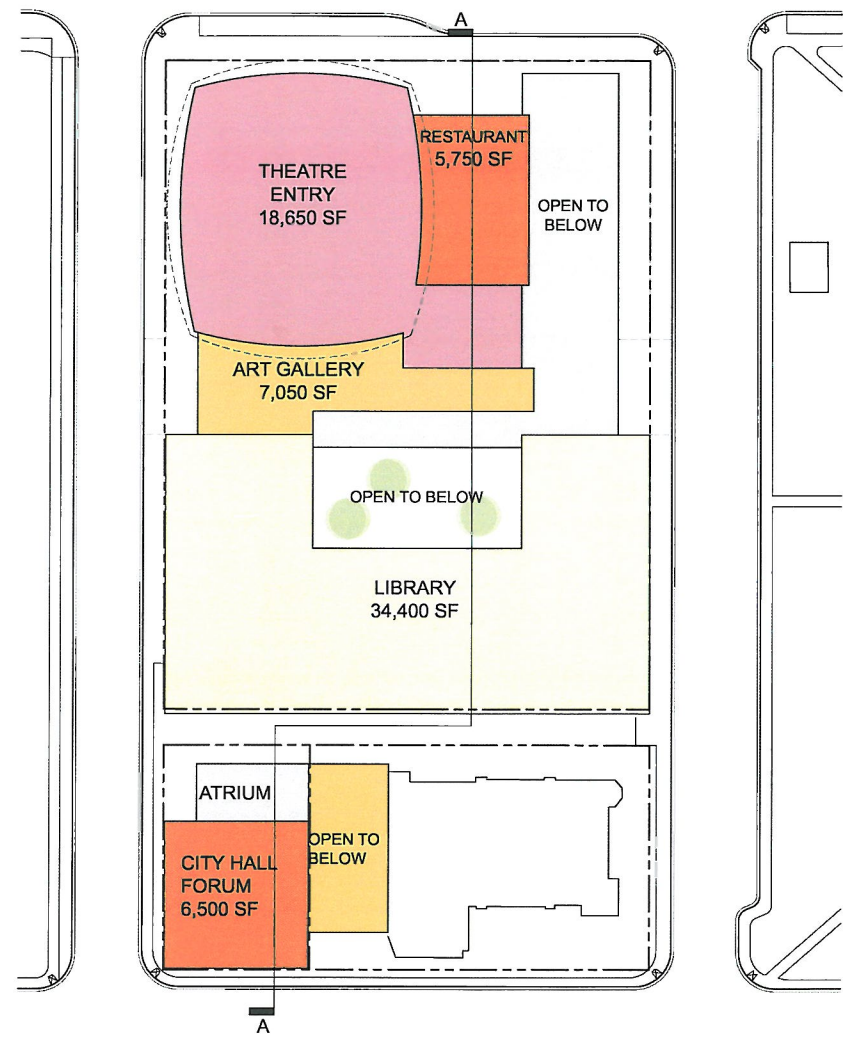 A
RESTAURANT
5,750 SF
THEATRE
ENTRY
18,650 SF
OPEN TO
BELOW
ART GALLERY
7,050 SF
OPEN TO BELOW
LIBRARY
34,400 SF
ATRIUM
OPEN TO
BELOW
CITY HALL
FORUM
6,500 SF
A